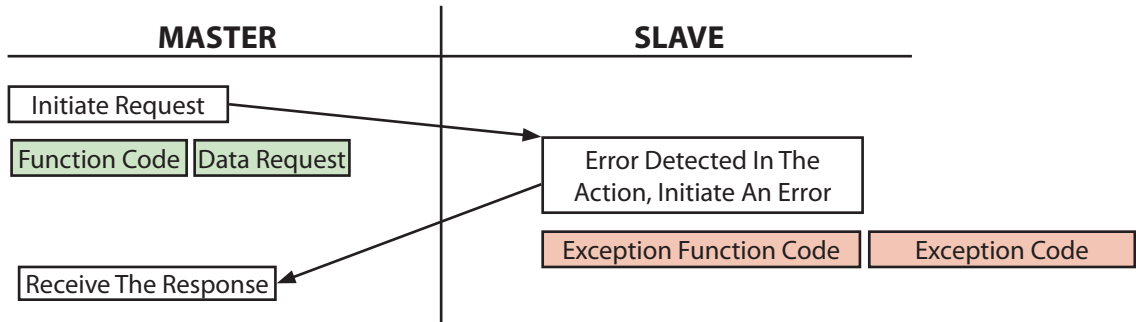 MASTER
SLAVE
Initiate Request
Function Code
Data Request
Error Detected In The
Action, Initiate An Error
Exception Function Code
Exception Code
Receive The Response